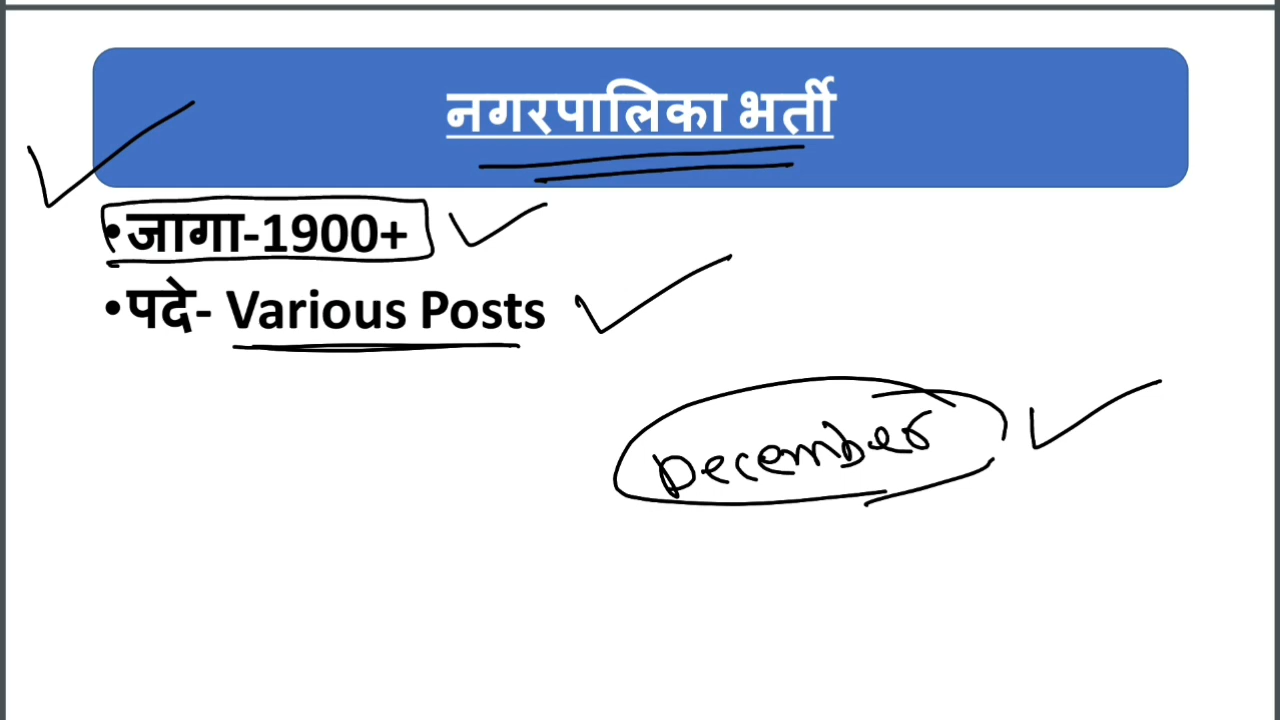 नगरपालिका भर्ती
•जागा-1900+
•पदे- Various Posts
December